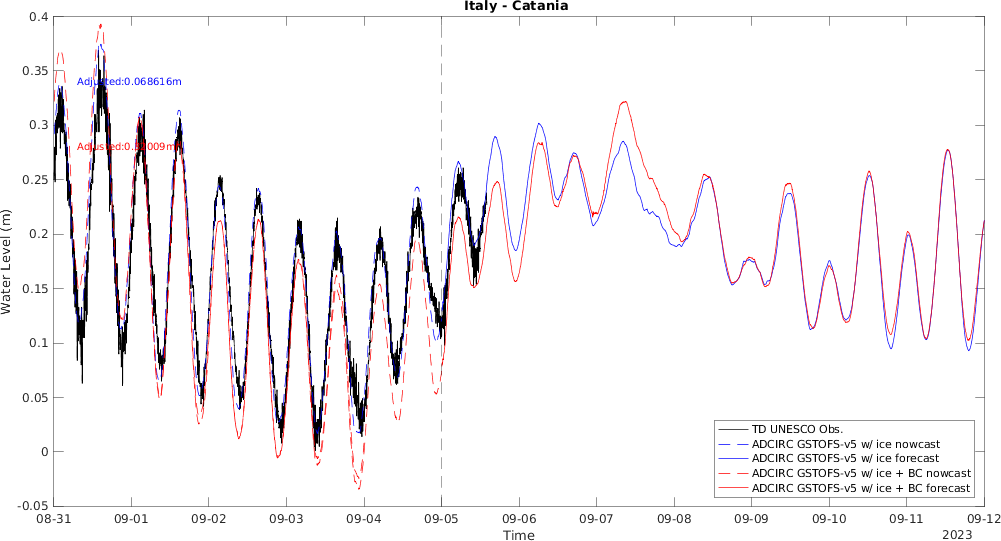 Italy - Catania
0.4
0.35
0.3
0.25
0.2
0.15
0.1
0.05
0
-0.05
Water Level (m)
Adjusted:0.068616m
08-31 09-01 09-02 09-03 09-04 09-05 09-06 09-07 09-08 09-09 09-10 09-11 09-12
Time
2023
TD UNESCO Obs.
ADCIRC GSTOFS-v5 w/ ice nowcast
ADCIRC GSTOFS-v5 w/ ice forecast
ADCIRC GSTOFS-v5 w/ ice + BC nowcast
ADCIRC GSTOFS-v5 w/ ice + BC forecast